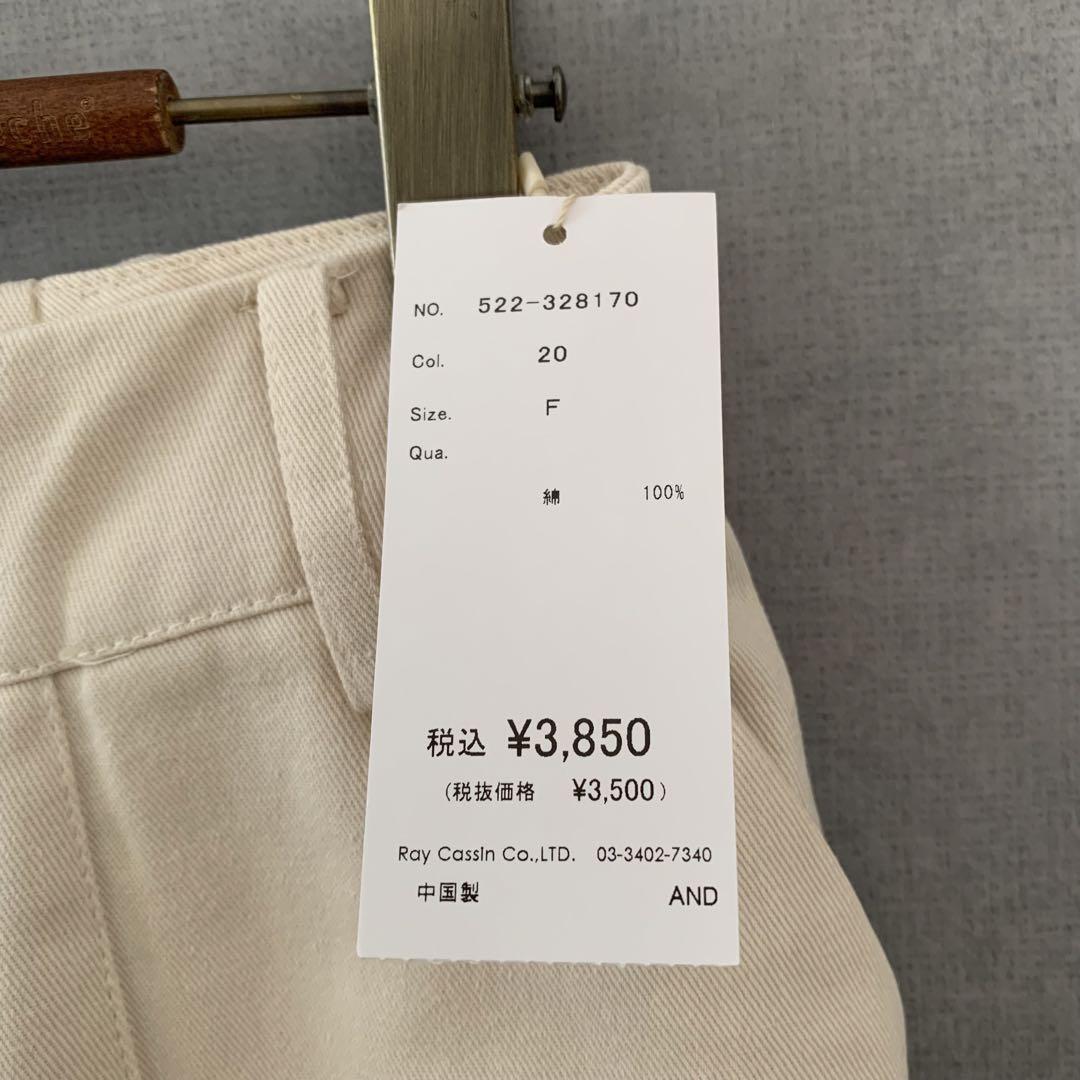 NO. 522-328170
Col. 20
Size. F
Qua.
綿 100%
税込 ¥3,850
(税抜価格 ¥3,500)
Ray Cassin Co.,LTD. 03-3402-7340
中国製 AND